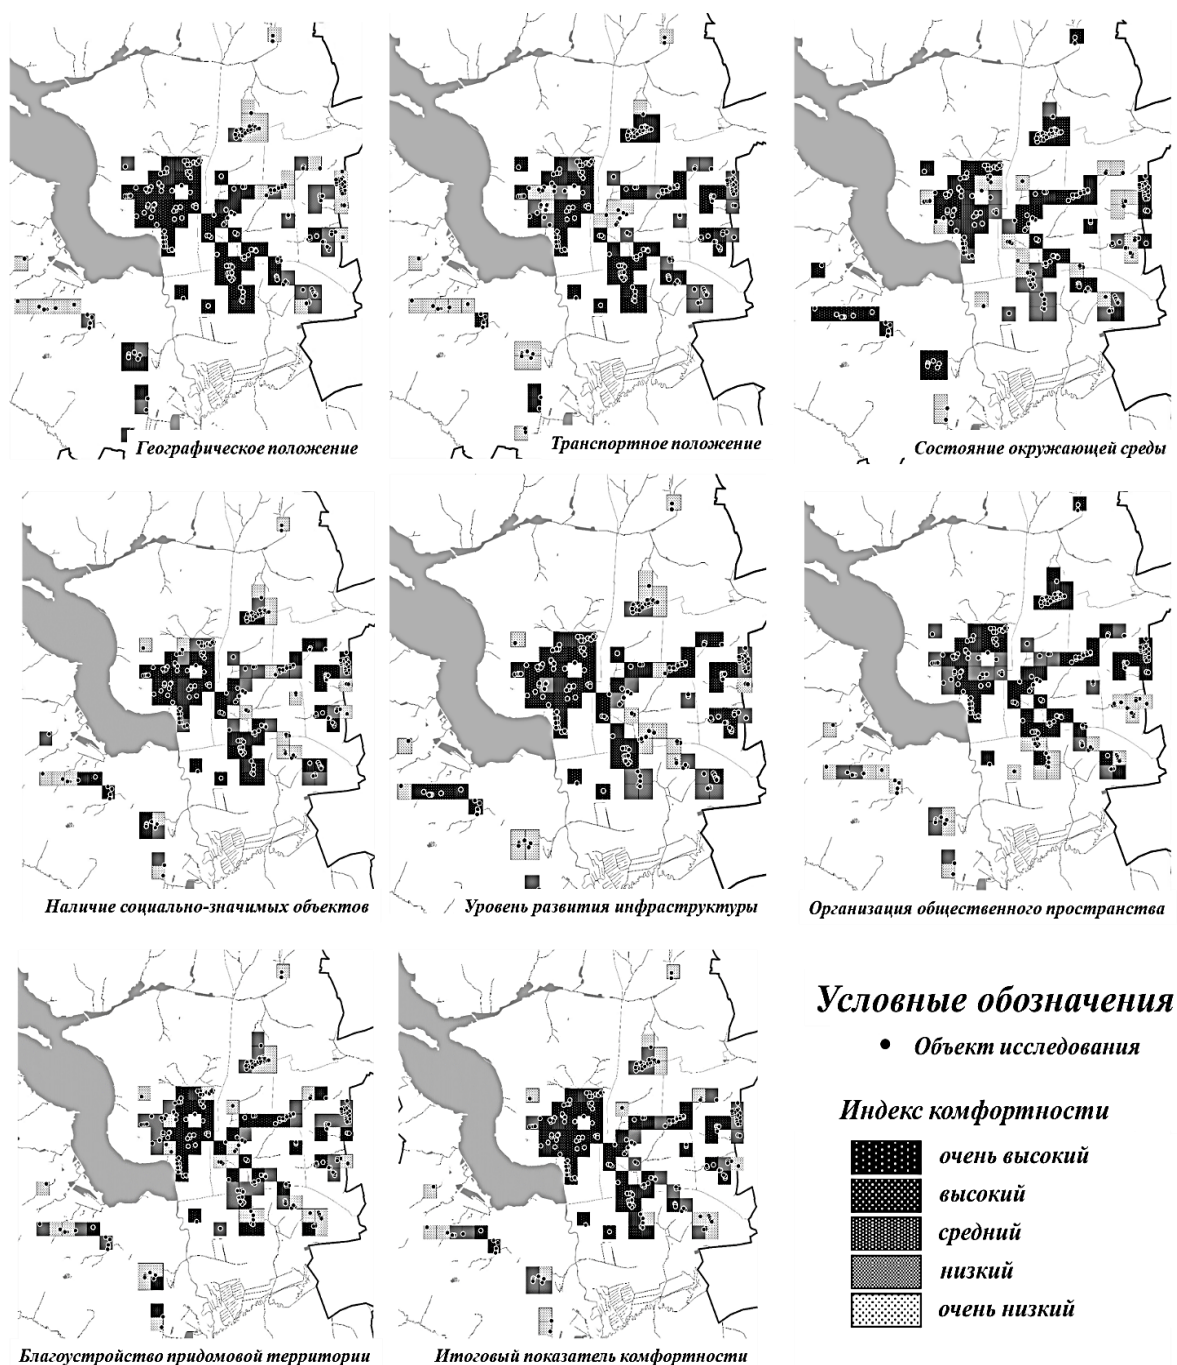 Географическое положение
Транспортное положение
Состояние окружающей среды
Наличие социально-значимых объектов
Уровень развития инфраструктуры
Организация общественного пространства
Благоустройство придомовой территории
Итоговый показатель комфортности
Условные обозначения
Объект исследования
Индекс комфортности
очень высокий
высокий
средний
низкий
очень низкий